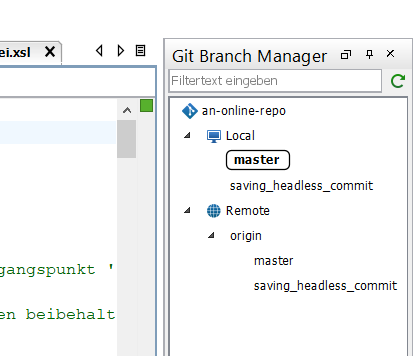 ei.xsl
Git Branch Manager
Filtertext eingeben
an-online-repo
Local
master
saving_headless_commit
Remote
origin
master
saving_headless_commit
gangspunkt '
en beibehalt